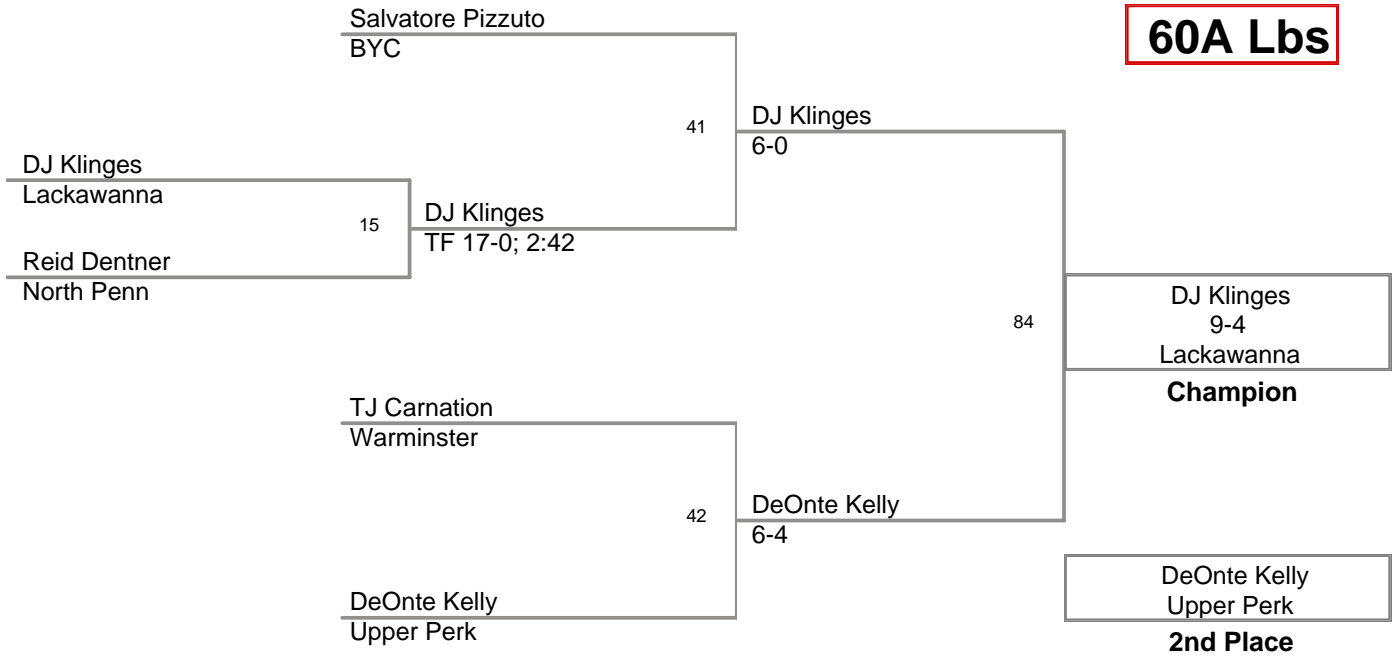 60A Lbs
Salvatore Pizzuto
BYC
41
DJ Klinges
6-0
DJ Klinges
Lackawanna
15
DJ Klinges
TF 17-0; 2:42
Reid Dentner
North Penn
84
DJ Klinges
9-4
Lackawanna
Champion
TJ Carnation
Warminster
42
DeOnte Kelly
6-4
DeOnte Kelly
Upper Perk
DeOnte Kelly
Upper Perk
2nd Place